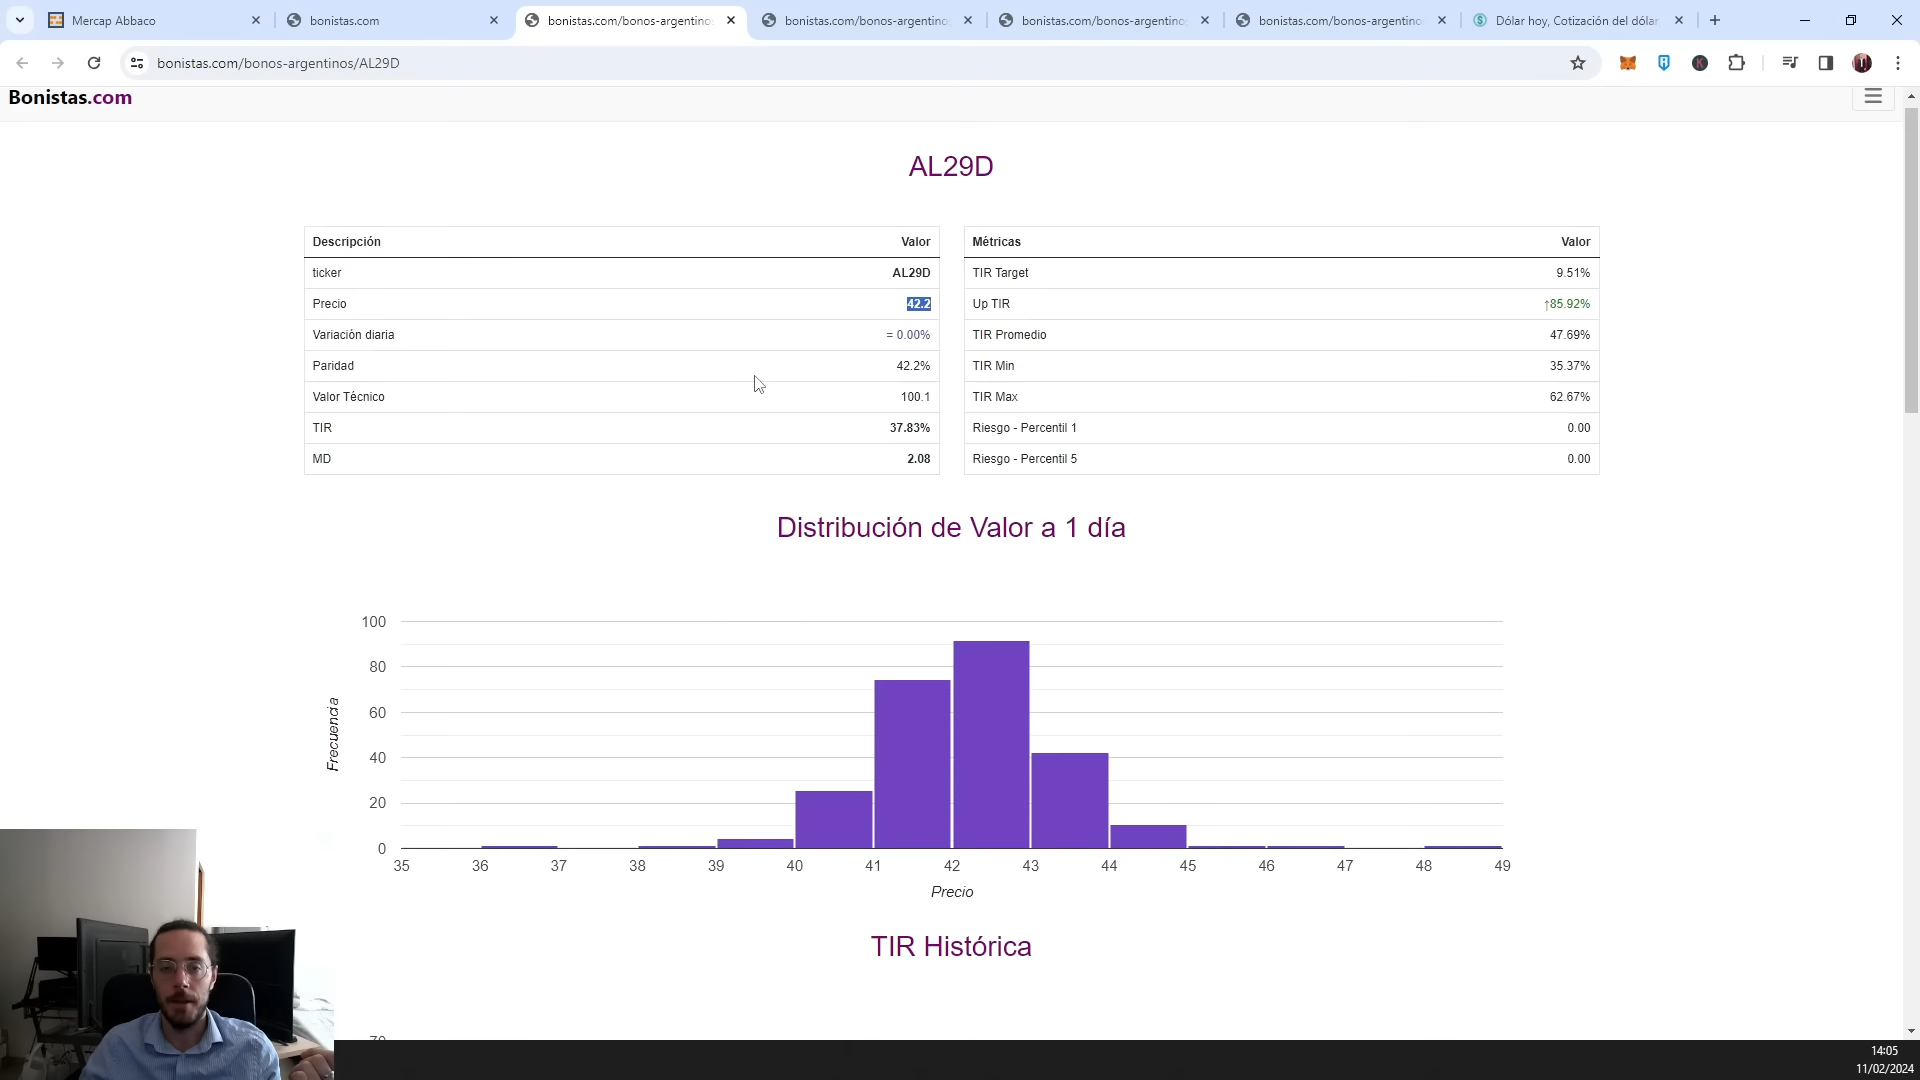 Mercap Abbaco
bonistas.com
bonistas.com/bonos-argentino
bonistas.com/bonos-argentino
bonistas.com/bonos-argentino
bonistas.com/bonos-argentino
Dólar hoy, Cotización del dólar
bonistas.com/bonos-argentinos/AL29D
Bonistas.com
AL29D
Descripción Valor
ticker AL29D
Precio 42.2
Variación diaria = 0.00%
Paridad 42.2%
Valor Técnico 100.1
TIR 37.83%
MD 2.08
Métricas Valor
TIR Target 9.51%
Up TIR ↑85.92%
TIR Promedio 47.69%
TIR Min 35.37%
TIR Max 62.67%
Riesgo - Percentil 1 0.00
Riesgo - Percentil 5 0.00
Distribución de Valor a 1 día
100
80
60
40
20
0
Frecuencia
35 36 37 38 39 40 41 42 43 44 45 46 47 48 49
Precio
TIR Histórica
14:05
11/02/2024